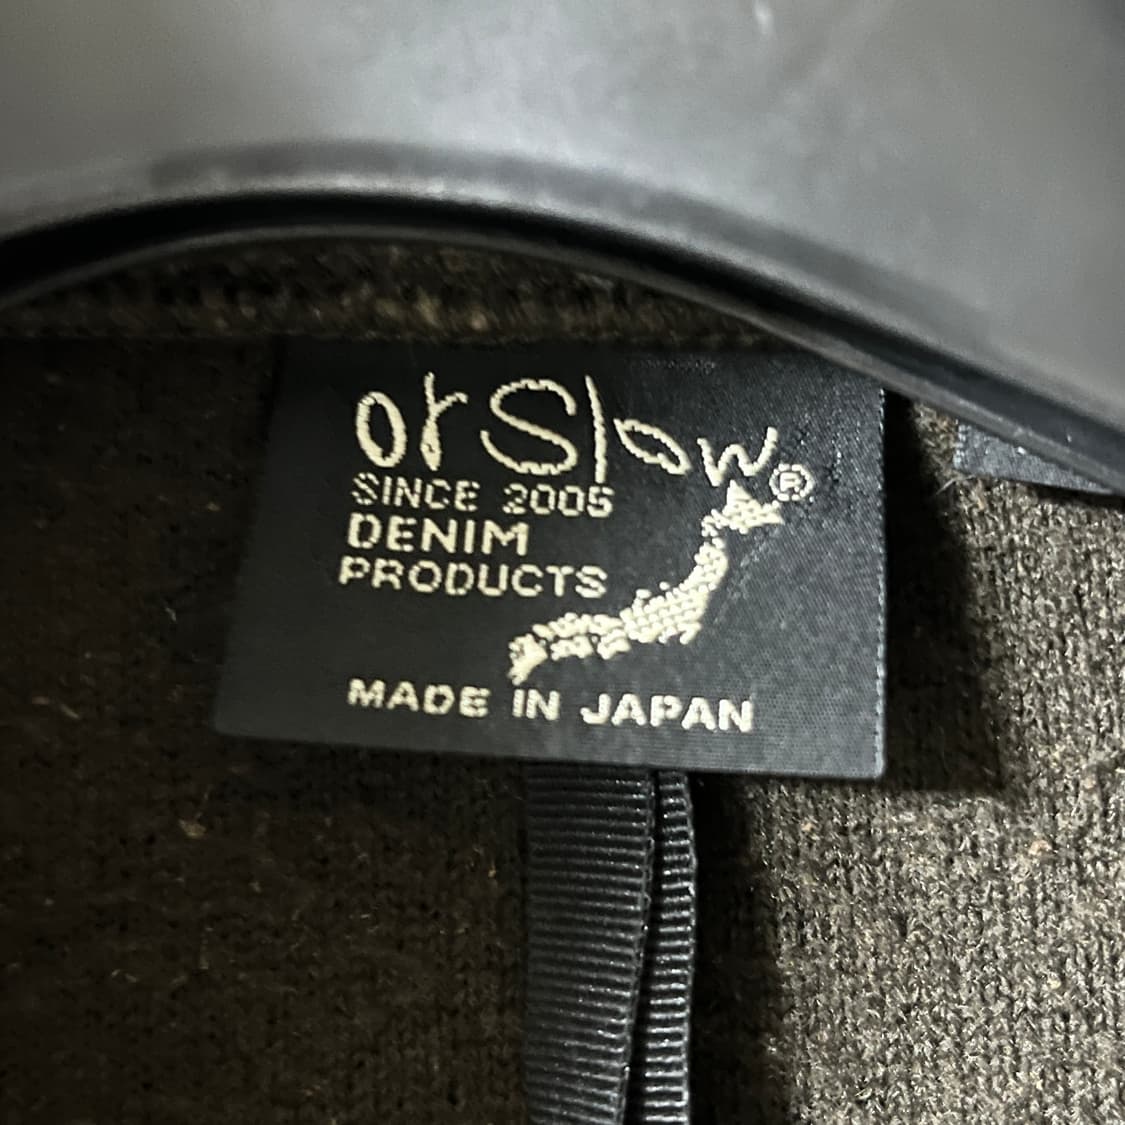 orSlow®
SINCE 2005
DENIM
PRODUCTS
MADE IN JAPAN